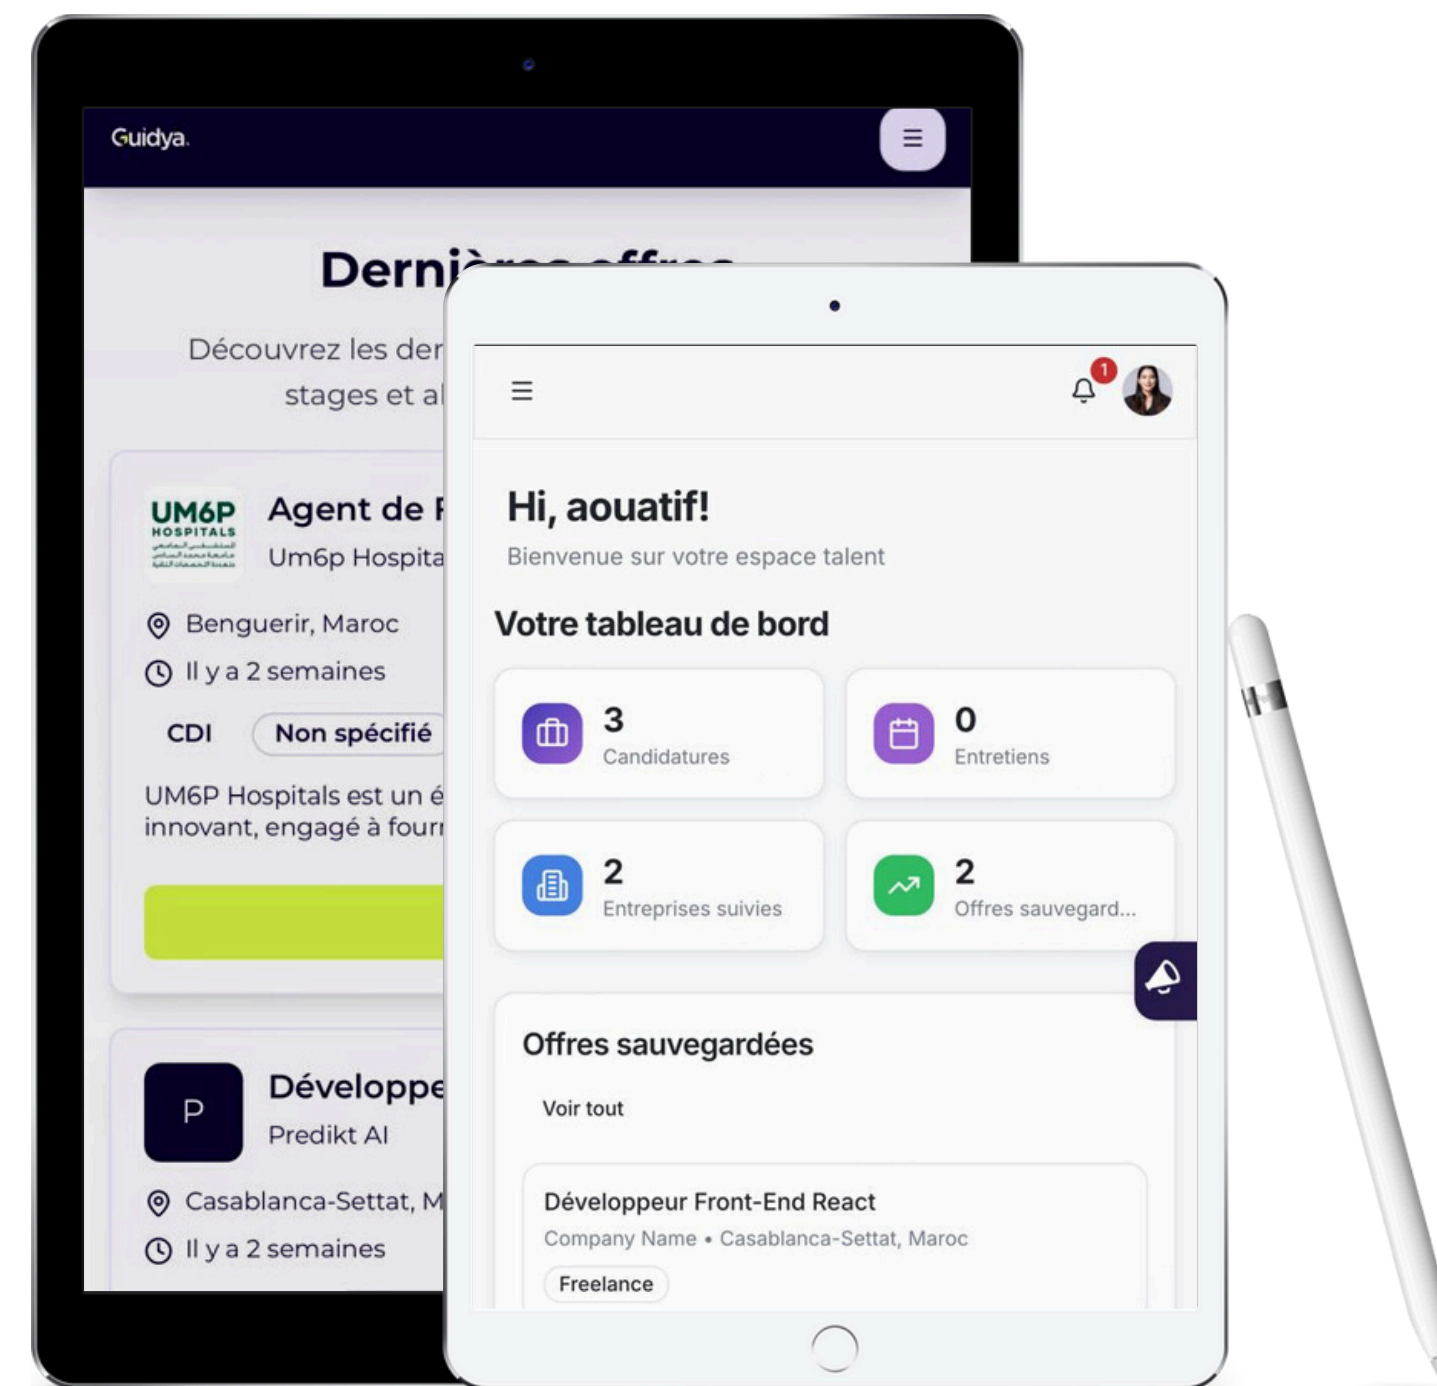 Guidya.
Dernières offres
Découvrez les der
stages et al
UM6P
HOSPITALS
Agent de
Um6p Hospita
Benguerir, Maroc
Il y a 2 semaines
CDI
Non spécifié
UM6P Hospitals est un é
innovant, engagé à four
P
Développe
Predikt AI
Casablanca-Settat, M
Il y a 2 semaines
1
Hi, aouatif!
Bienvenue sur votre espace talent
Votre tableau de bord
3
Candidatures
0
Entretiens
2
Entreprises suivies
2
Offres sauvegard...
Offres sauvegardées
Voir tout
Développeur Front-End React
Company Name • Casablanca-Settat, Maroc
Freelance